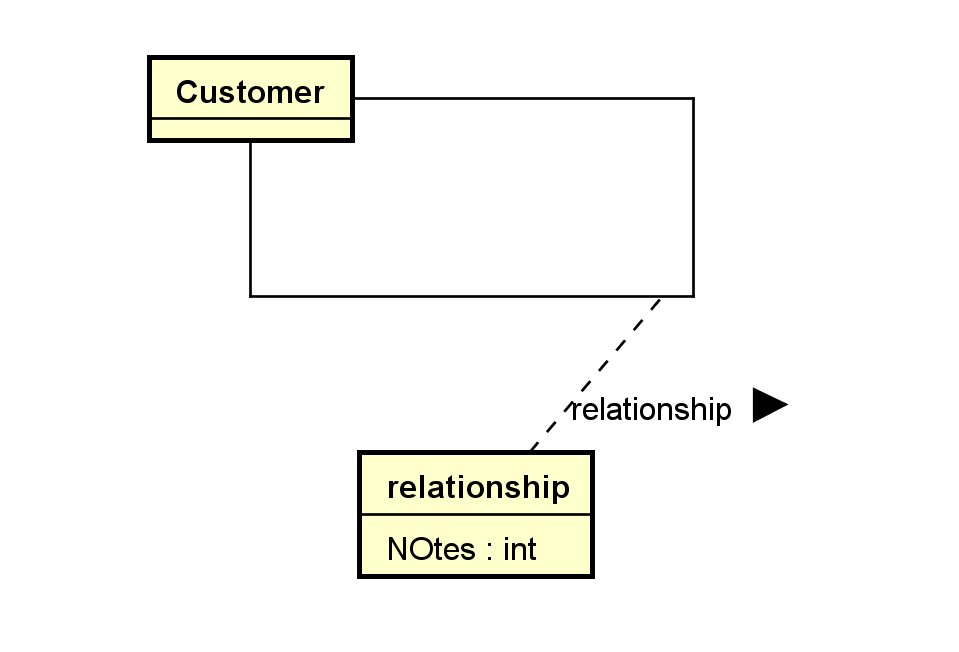 Customer
relationship
relationship
NOtes : int